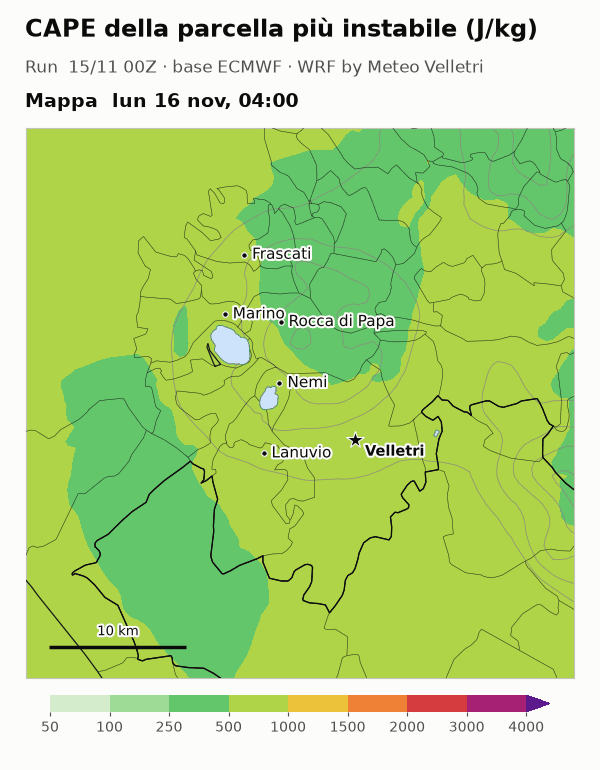 CAPE della parcella più instabile (J/kg)
Run  15/11 00Z · base ECMWF · WRF by Meteo Velletri
Mappa  lun 16 nov, 04:00
Frascati
Marino
Rocca di Papa
Nemi
Velletri
Lanuvio
10 km
50 100 250 500 1000 1500 2000 3000 4000